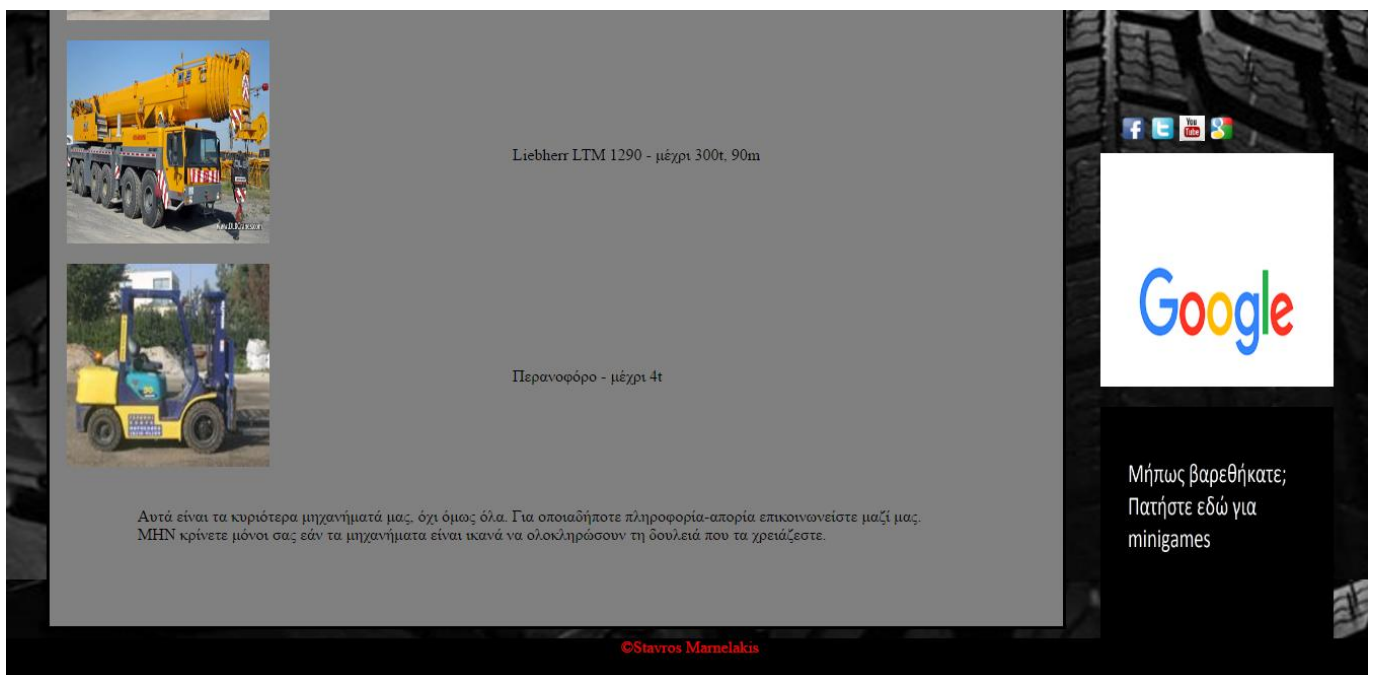 Liebherr LTM 1290 - μέχρι 300t, 90m
Περανοφόρο - μέχρι 4t
Αυτά είναι τα κυριότερα μηχανήματά μας, όχι όμως όλα. Για οποιαδήποτε πληροφορία-απορία επικοινωνείστε μαζί μας.
ΜΗΝ κρίνετε μόνοι σας εάν τα μηχανήματα είναι ικανά να ολοκληρώσουν τη δουλειά που τα χρειάζεστε.
You
Tube
Google
Μήπως βαρεθήκατε;
Πατήστε εδώ για
minigames
©Stavros Marnelakis